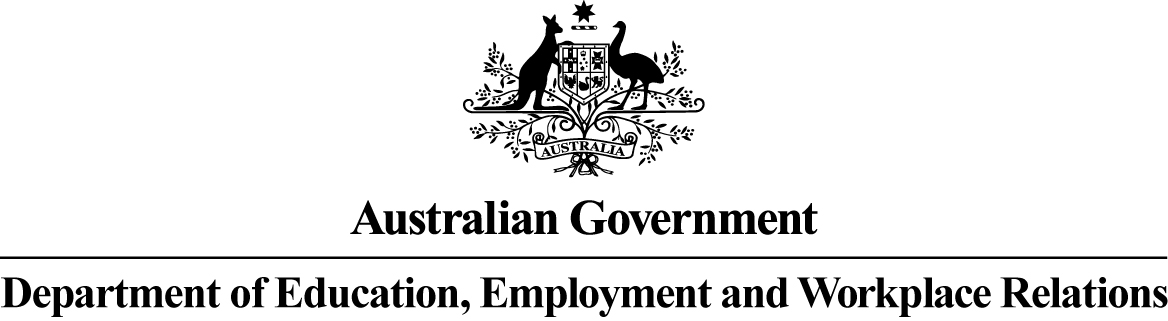 AUSTRALIA
Australian Government
Department of Education, Employment and Workplace Relations